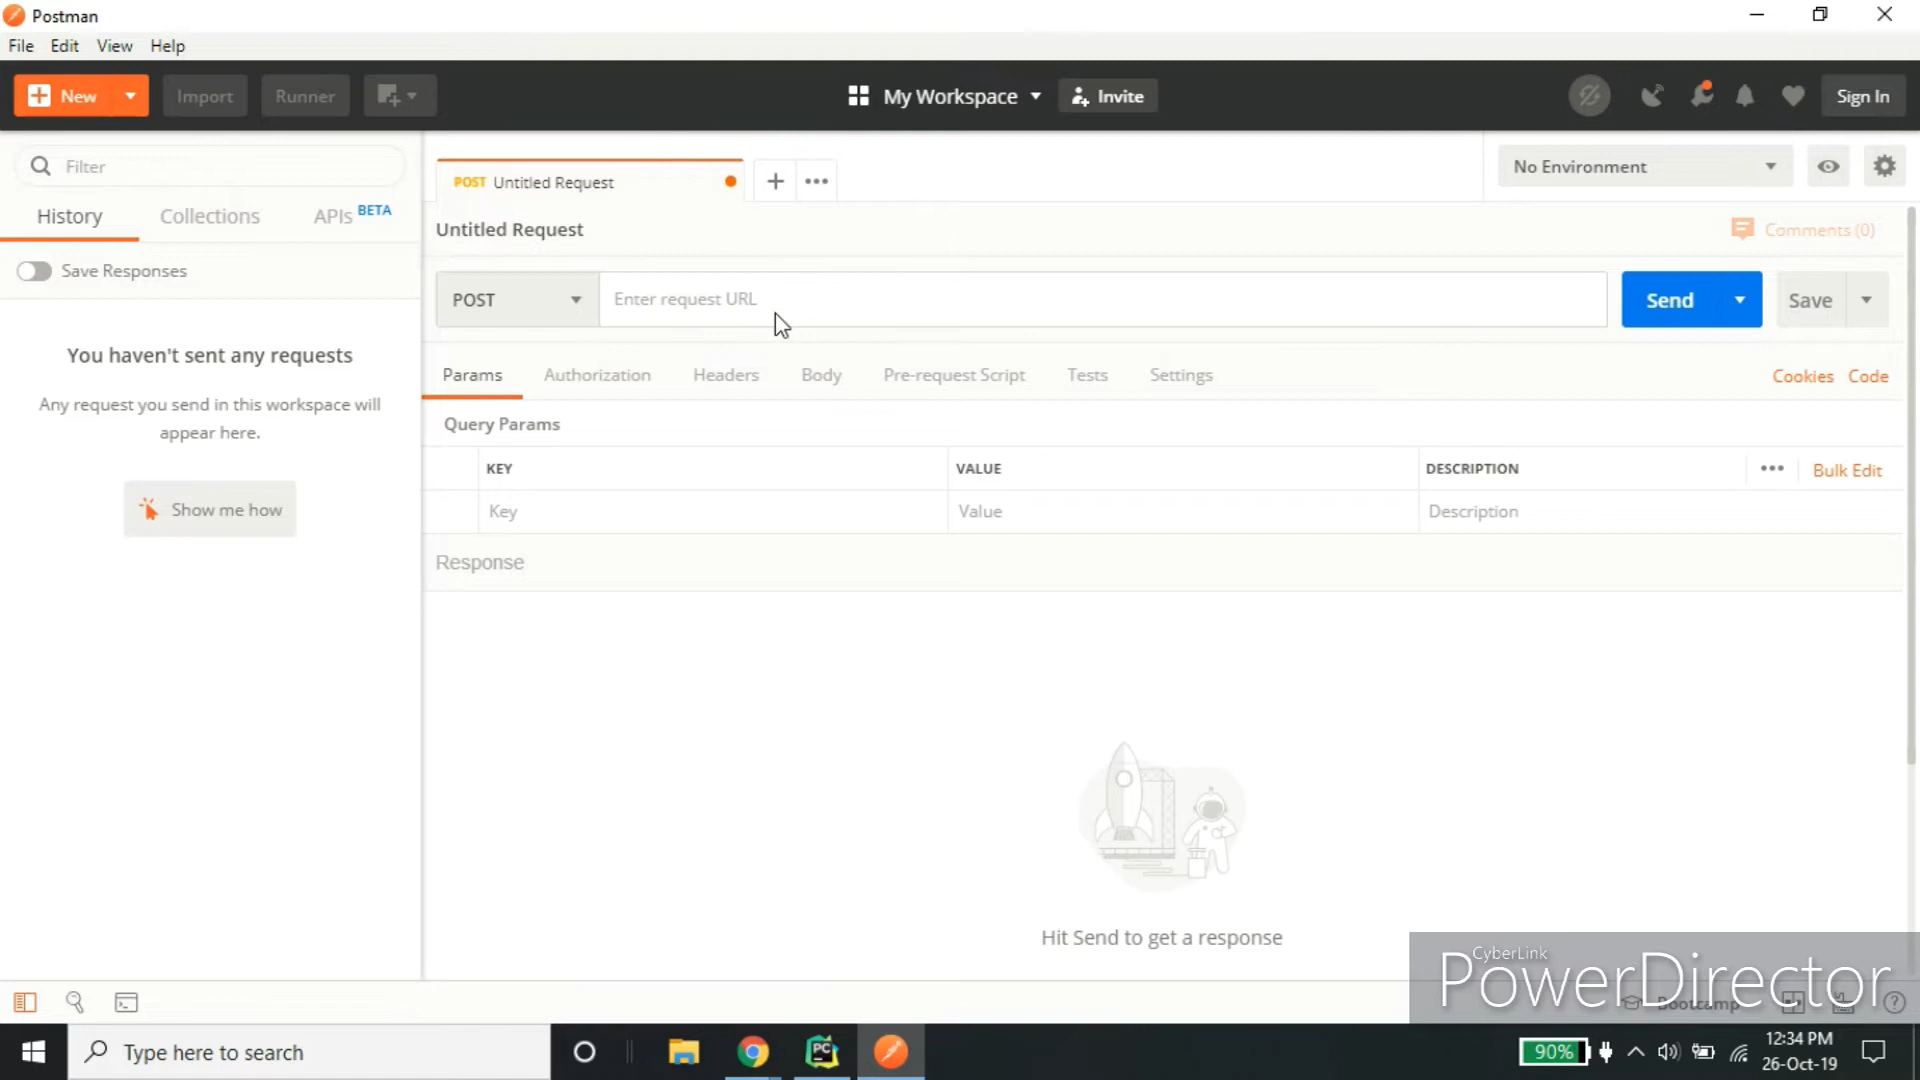 Postman
File Edit View Help
New Import Runner My Workspace Invite Sign In
Filter
History Collections APIs BETA
Save Responses
You haven't sent any requests
Any request you send in this workspace will
appear here.
Show me how
POST Untitled Request
No Environment
Untitled Request
Comments (0)
POST Enter request URL Send Save
Params Authorization Headers Body Pre-request Script Tests Settings Cookies Code
Query Params
KEY VALUE DESCRIPTION Bulk Edit
Key Value Description
Response
Hit Send to get a response
CyberLink
PowerDirector
Bootcamp
Type here to search
PC
90%
12:34 PM
26-Oct-19